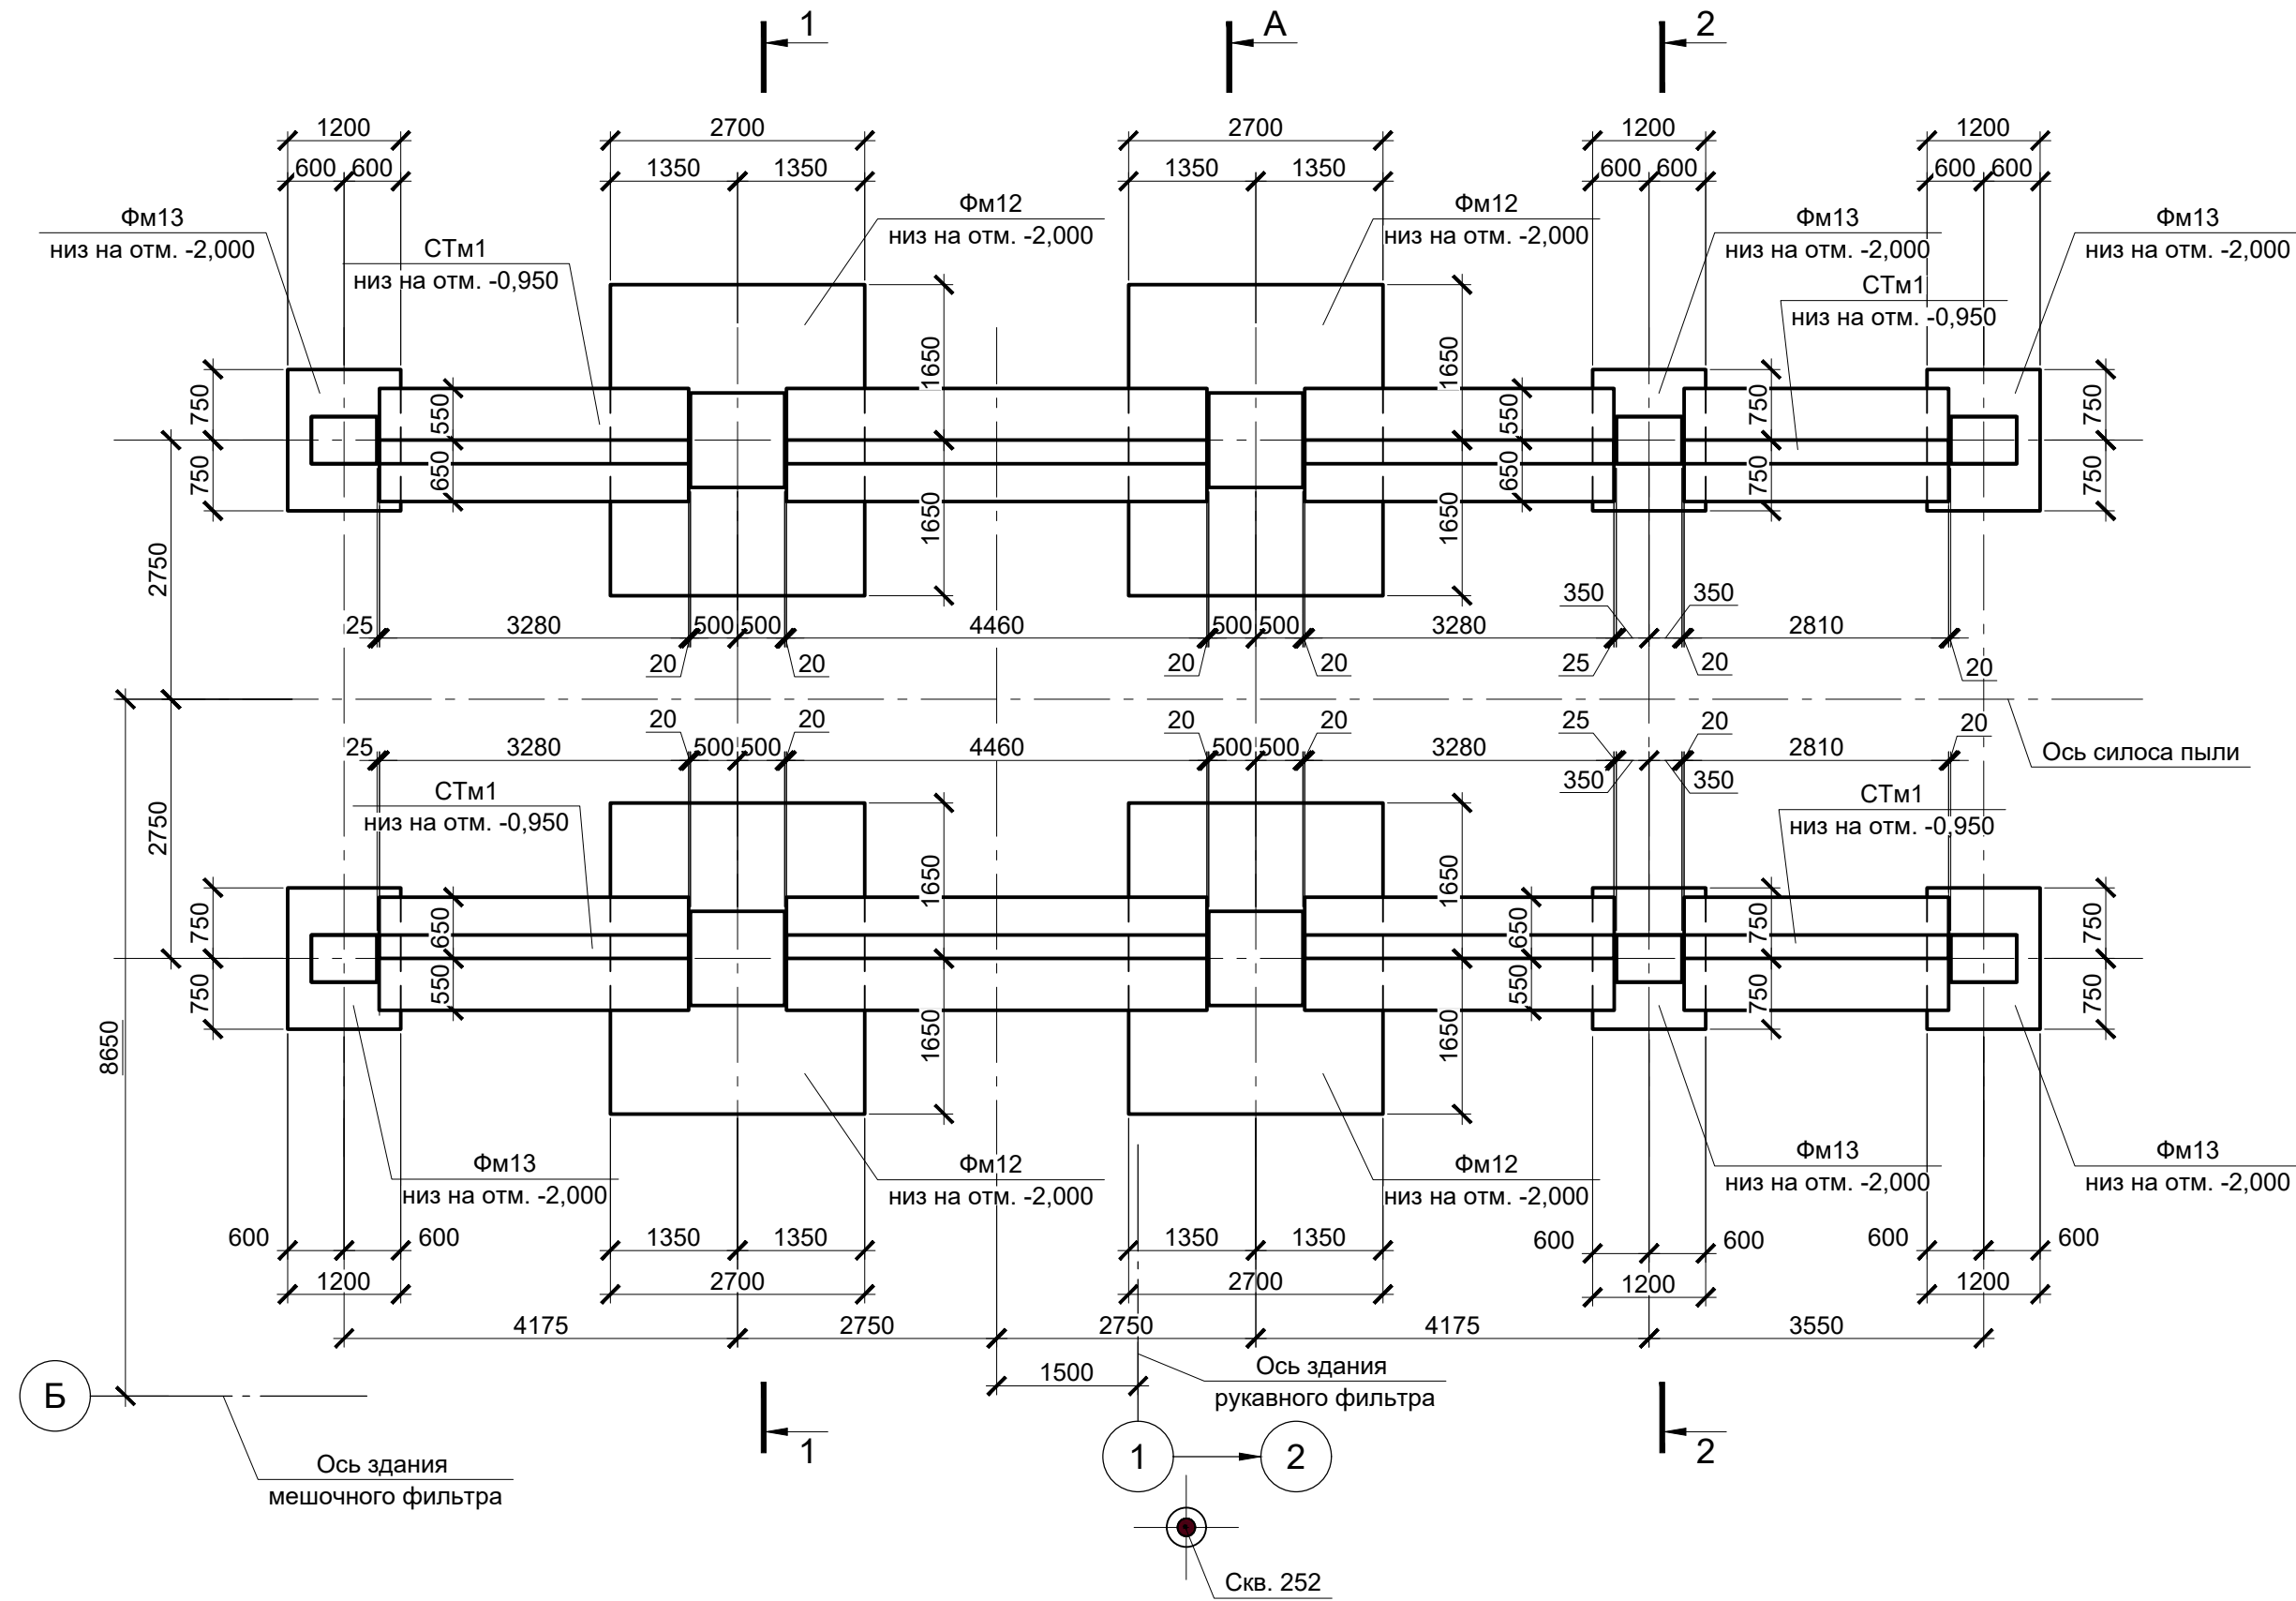 1 А 2
1200 2700 2700 1200 1200
600 600 1350 1350 1350 1350 600 600 600 600
Фм13
низ на отм. -2,000
СТм1
низ на отм. -0,950
Фм12
низ на отм. -2,000
Фм12
низ на отм. -2,000
Фм13
низ на отм. -2,000
СТм1
низ на отм. -0,950
Фм13
низ на отм. -2,000
750 550 1650 1650 550 750 750
750 650 1650 1650 650 750 750
2750
350 350
25 3280 500 500 4460 500 500 3280 2810
20 20 20 20 25 20 20
20 20 20 20 25 20 20
25 3280 500 500 4460 500 500 3280 2810
350 350
Ось силоса пыли
2750
СТм1
низ на отм. -0,950
СТм1
низ на отм. -0,950
750 650 1650 1650 650 750 750
750 550 1650 1650 550 750 750
8650
Фм13
низ на отм. -2,000
Фм12
низ на отм. -2,000
Фм12
низ на отм. -2,000
Фм13
низ на отм. -2,000
Фм13
низ на отм. -2,000
600 600 1350 1350 1350 1350 600 600 600 600
1200 2700 2700 1200 1200
4175 2750 2750 4175 3550
1500
Ось здания
рукавного фильтра
Б
Ось здания
мешочного фильтра
1 1 2 2
Скв. 252